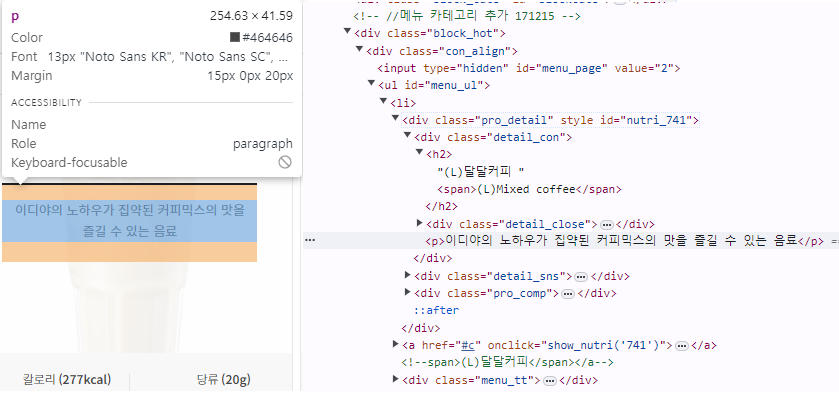 p 254.63 × 41.59
Color #464646
Font 13px "Noto Sans KR", "Noto Sans SC", ...
Margin 15px 0px 20px
ACCESSIBILITY
Name
Role paragraph
Keyboard-focusable
이디야의 노하우가 집약된 커피믹스의 맛을
즐길 수 있는 음료
칼로리 (277kcal) 당류 (20g)
<!-- //메뉴 카테고리 추가 171215 -->
▼<div class="block_hot">
▼<div class="con_align">
<input type="hidden" id="menu_page" value="2">
▼<ul id="menu_ul">
▼<li>
▼<div class="pro_detail" style id="nutri_741">
▼<div class="detail_con">
▼<h2>
"(L)달달커피 "
<span>(L)Mixed coffee</span>
</h2>
▶<div class="detail_close">…</div>
<p>이디야의 노하우가 집약된 커피믹스의 맛을 즐길 수 있는 음료</p> ==
</div>
▶<div class="detail_sns">…</div>
▶<div class="pro_comp">…</div>
::after
</div>
▶<a href="#c" onclick="show_nutri('741')">…</a>
<!--span>(L)달달커피</span></a-->
▶<div class="menu_tt">…</div>